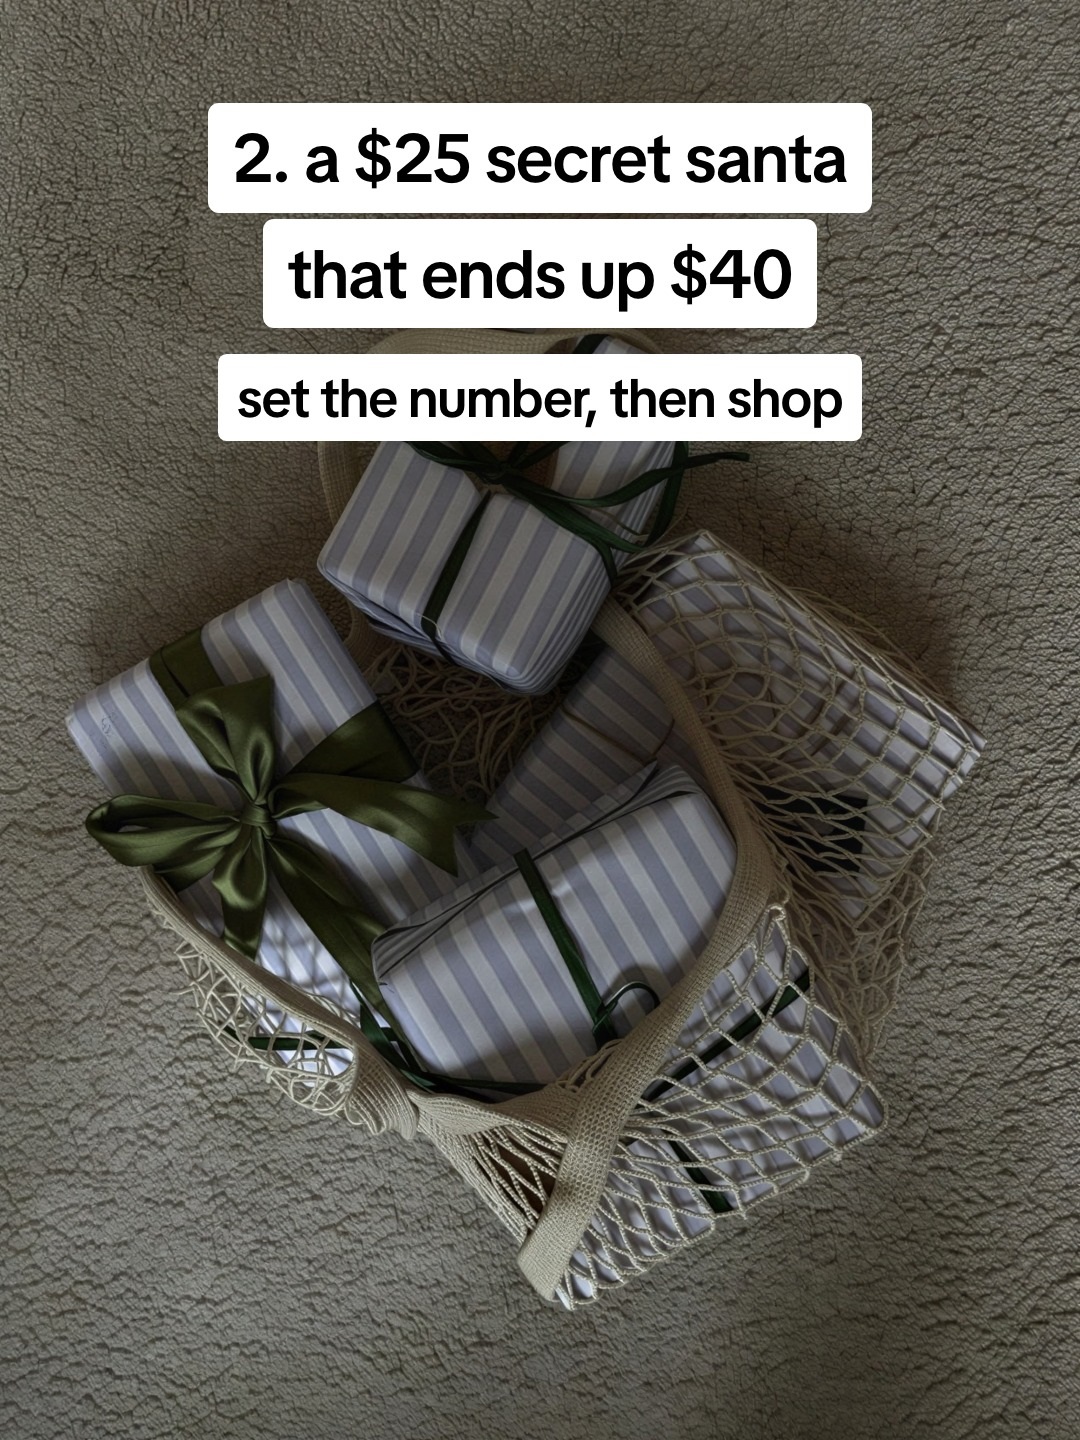 2. a $25 secret santa
that ends up $40
set the number, then shop